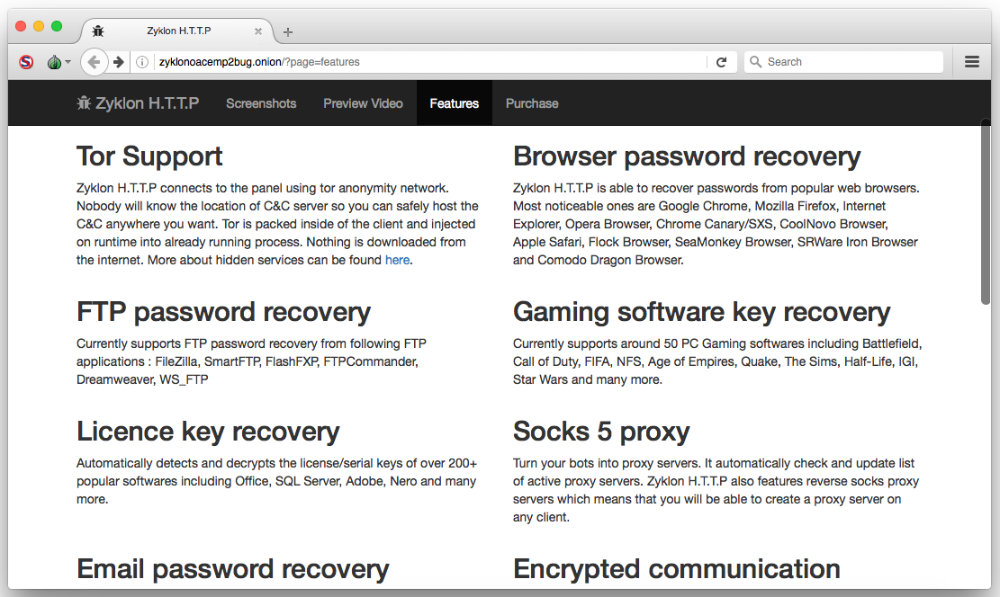 Zyklon H.T.T.P
zyklonoacemp2bug.onion/?page=features
Search
Zyklon H.T.T.P
Screenshots
Preview Video
Features
Purchase
Tor Support
Zyklon H.T.T.P connects to the panel using tor anonymity network.
Nobody will know the location of C&C server so you can safely host the
C&C anywhere you want. Tor is packed inside of the client and injected
on runtime into already running process. Nothing is downloaded from
the internet. More about hidden services can be found here.
Browser password recovery
Zyklon H.T.T.P is able to recover passwords from popular web browsers.
Most noticeable ones are Google Chrome, Mozilla Firefox, Internet
Explorer, Opera Browser, Chrome Canary/SXS, CoolNovo Browser,
Apple Safari, Flock Browser, SeaMonkey Browser, SRWare Iron Browser
and Comodo Dragon Browser.
FTP password recovery
Currently supports FTP password recovery from following FTP
applications : FileZilla, SmartFTP, FlashFXP, FTPCommander,
Dreamweaver, WS_FTP
Gaming software key recovery
Currently supports around 50 PC Gaming softwares including Battlefield,
Call of Duty, FIFA, NFS, Age of Empires, Quake, The Sims, Half-Life, IGI,
Star Wars and many more.
Licence key recovery
Automatically detects and decrypts the license/serial keys of over 200+
popular softwares including Office, SQL Server, Adobe, Nero and many
more.
Socks 5 proxy
Turn your bots into proxy servers. It automatically check and update list
of active proxy servers. Zyklon H.T.T.P also features reverse socks proxy
servers which means that you will be able to create a proxy server on
any client.
Email password recovery
Encrypted communication